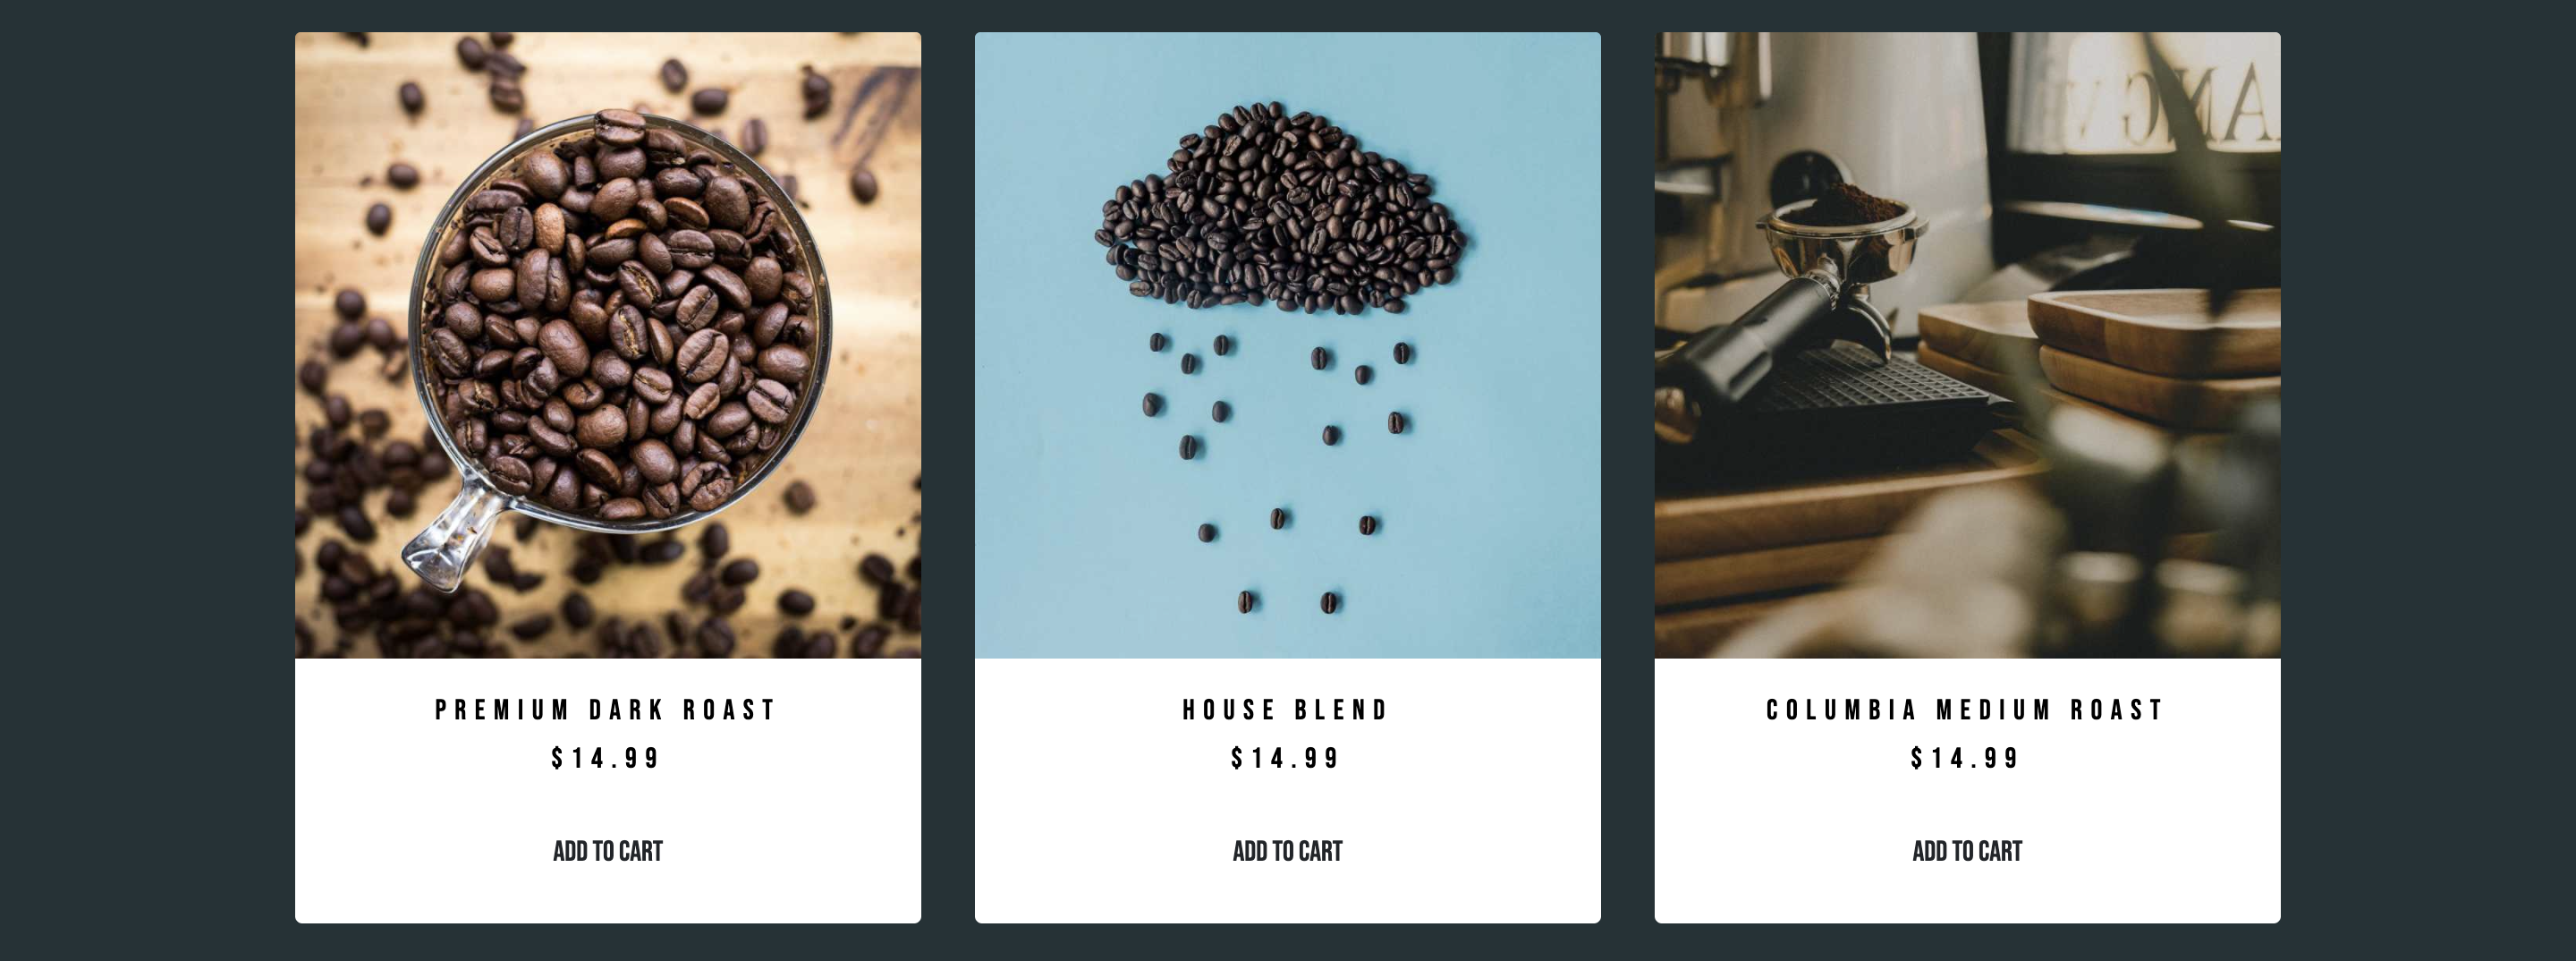 PREMIUM DARK ROAST
$14.99
ADD TO CART
HOUSE BLEND
$14.99
ADD TO CART
COLUMBIA MEDIUM ROAST
$14.99
ADD TO CART